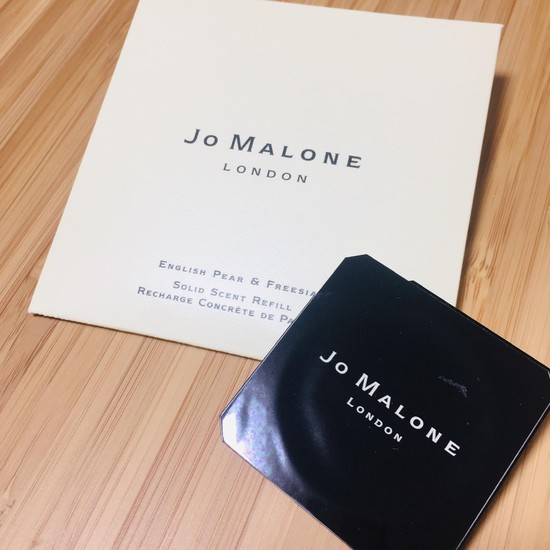 JO MALONE
LONDON
ENGLISH PEAR & FREESIA
SOLID SCENT REFILL
RECHARGE CONCRÈTE DE
JO MALONE
LONDON